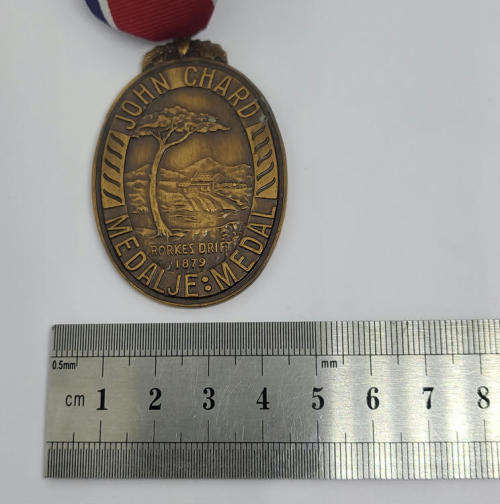 JOHN CHARD
RORKES DRIFT
1879
MEDALJE:MEDAL
0.5mm mm
cm 1 2 3 4 5 6 7 8